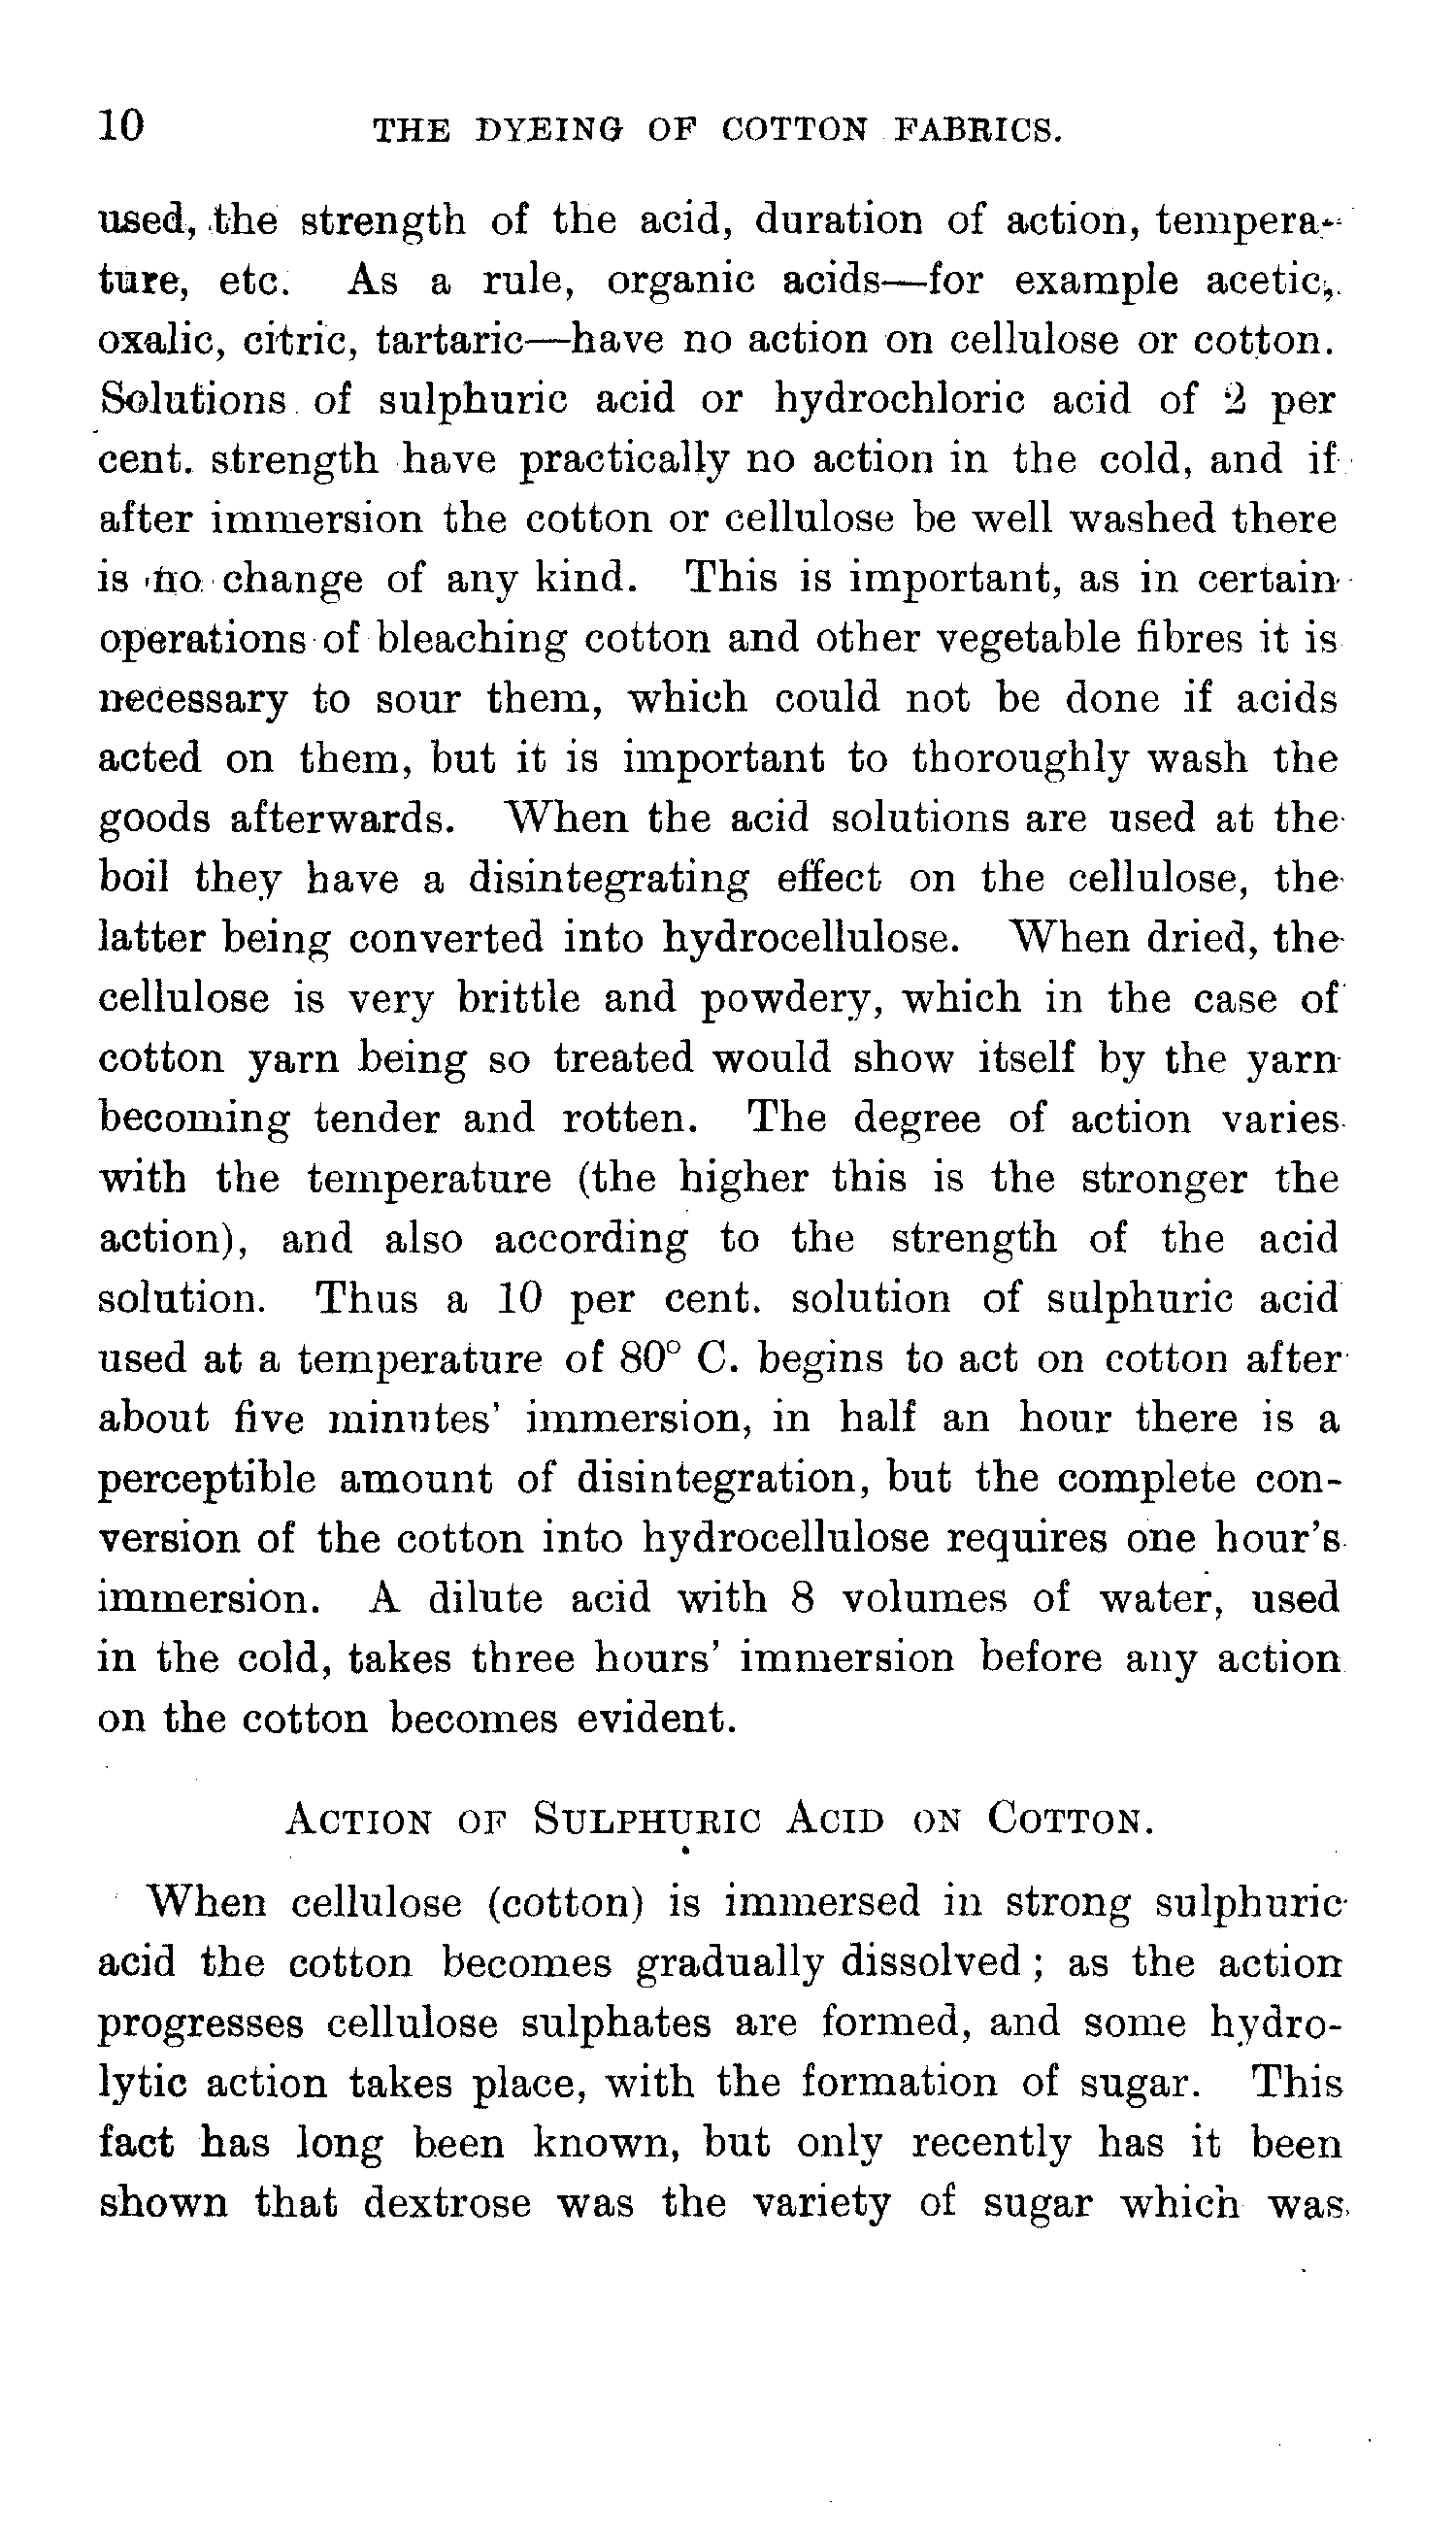 10 THE DYEING OF COTTON FABRICS.
used, the strength of the acid, duration of action, tempera-
ture, etc. As a rule, organic acids—for example acetic,
oxalic, citric, tartaric—have no action on cellulose or cotton.
Solutions of sulphuric acid or hydrochloric acid of 2 per
cent. strength have practically no action in the cold, and if
after immersion the cotton or cellulose be well washed there
is no change of any kind. This is important, as in certain
operations of bleaching cotton and other vegetable fibres it is
necessary to sour them, which could not be done if acids
acted on them, but it is important to thoroughly wash the
goods afterwards. When the acid solutions are used at the
boil they have a disintegrating effect on the cellulose, the
latter being converted into hydrocellulose. When dried, the
cellulose is very brittle and powdery, which in the case of
cotton yarn being so treated would show itself by the yarn
becoming tender and rotten. The degree of action varies
with the temperature (the higher this is the stronger the
action), and also according to the strength of the acid
solution. Thus a 10 per cent. solution of sulphuric acid
used at a temperature of 80° C. begins to act on cotton after
about five minutes' immersion, in half an hour there is a
perceptible amount of disintegration, but the complete con-
version of the cotton into hydrocellulose requires one hour's
immersion. A dilute acid with 8 volumes of water, used
in the cold, takes three hours' immersion before any action
on the cotton becomes evident.
ACTION OF SULPHURIC ACID ON COTTON.
When cellulose (cotton) is immersed in strong sulphuric
acid the cotton becomes gradually dissolved; as the action
progresses cellulose sulphates are formed, and some hydro-
lytic action takes place, with the formation of sugar. This
fact has long been known, but only recently has it been
shown that dextrose was the variety of sugar which was